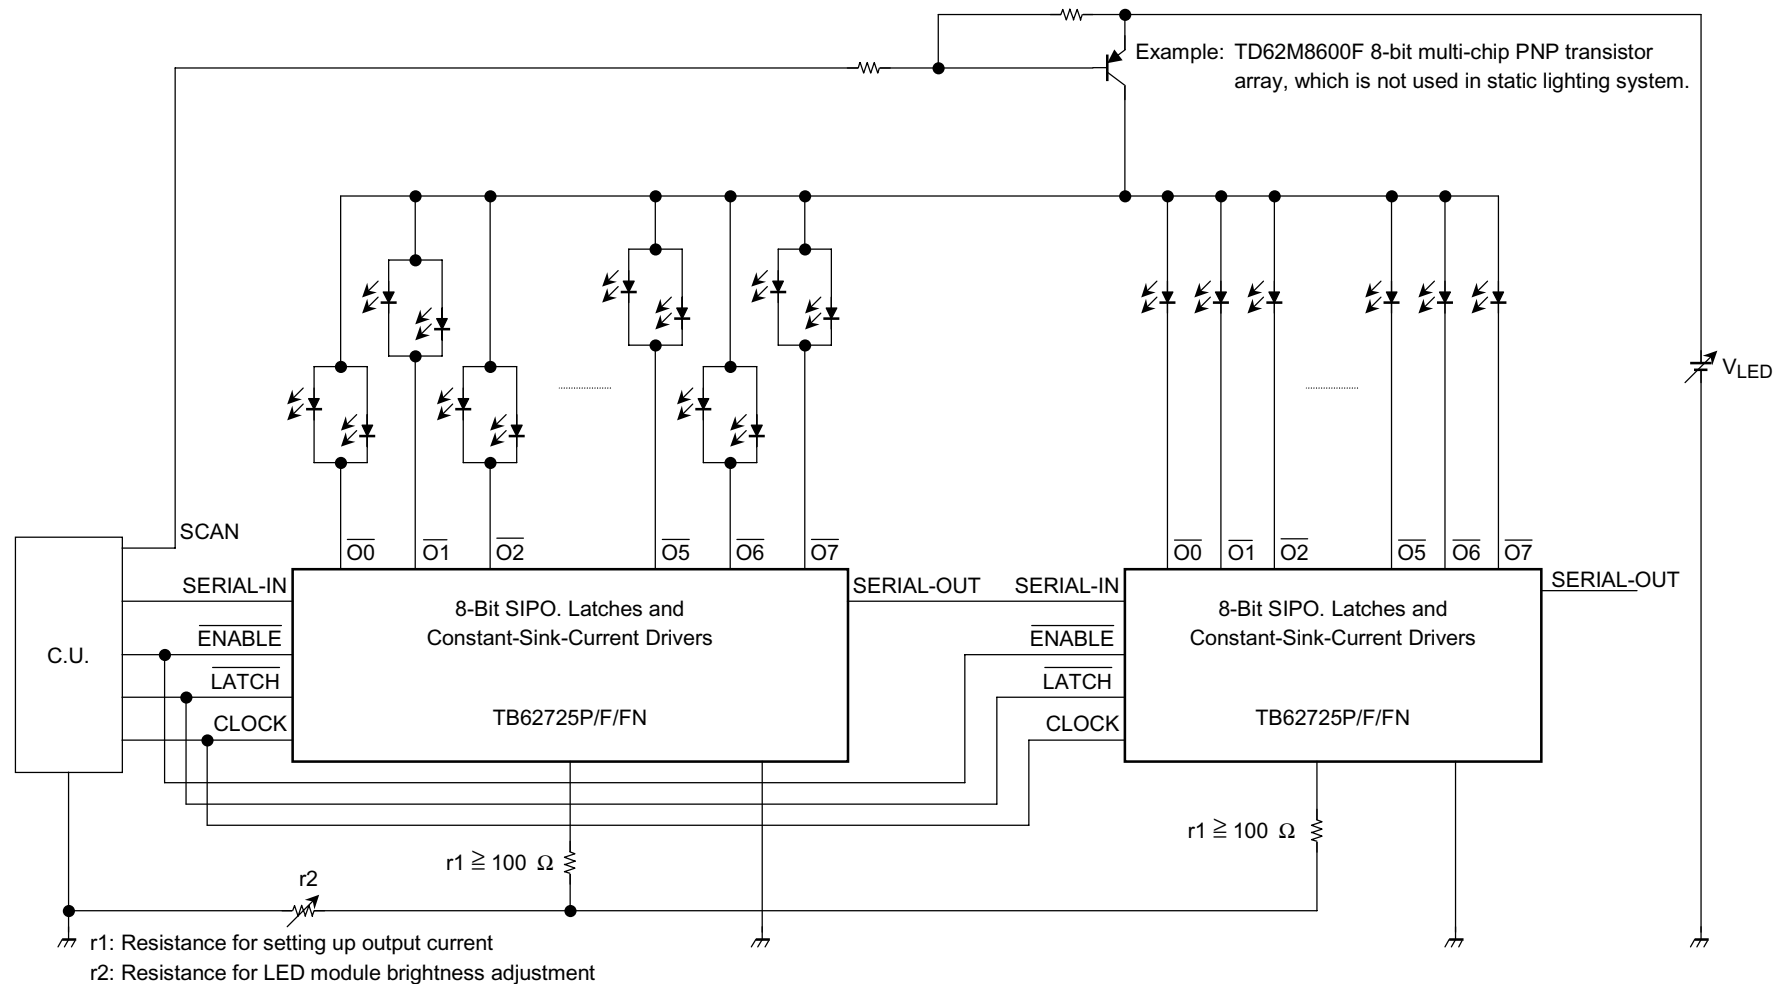 Example: TD62M8600F 8-bit multi-chip PNP transistor
array, which is not used in static lighting system.
VLED
SCAN
O0 O1 O2 O5 O6 O7
O0 O1 O2 O5 O6 O7
C.U.
SERIAL-IN
ENABLE
LATCH
CLOCK
8-Bit SIPO. Latches and
Constant-Sink-Current Drivers
TB62725P/F/FN
SERIAL-OUT
SERIAL-IN
ENABLE
LATCH
CLOCK
8-Bit SIPO. Latches and
Constant-Sink-Current Drivers
TB62725P/F/FN
SERIAL-OUT
r1 ≧ 100 Ω
r1 ≧ 100 Ω
r2
r1: Resistance for setting up output current
r2: Resistance for LED module brightness adjustment